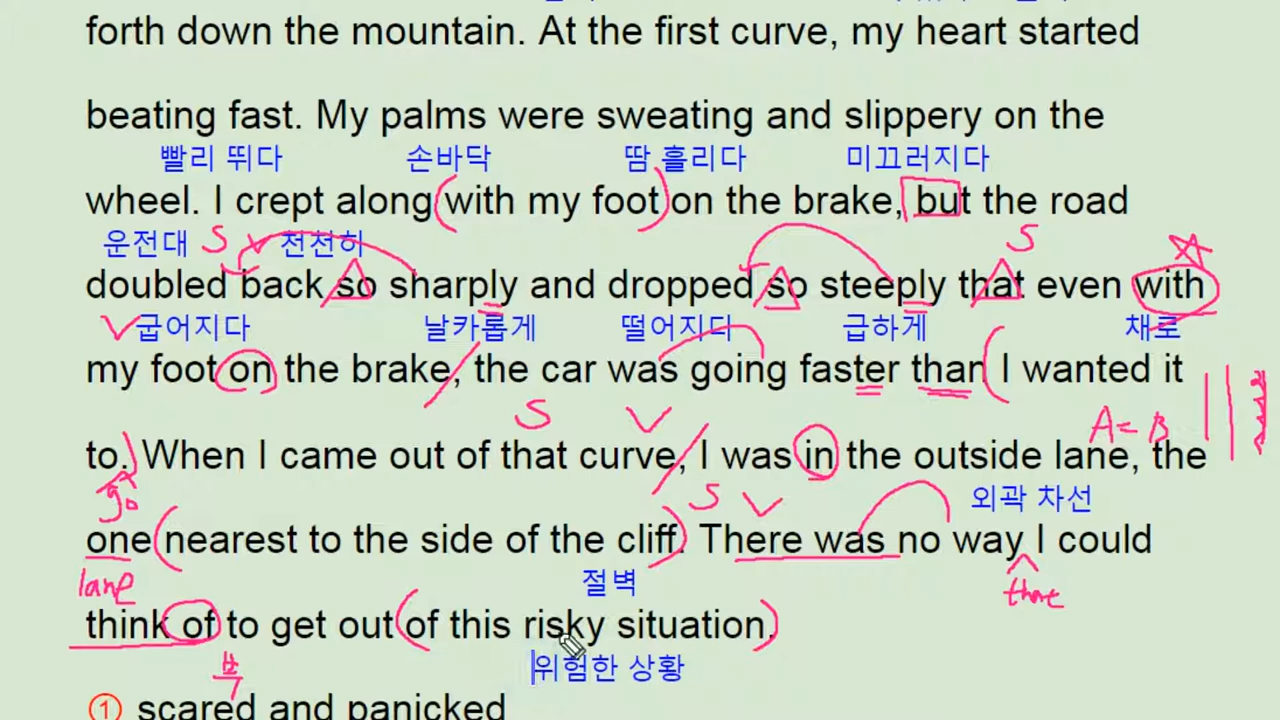 forth down the mountain. At the first curve, my heart started
beating fast. My palms were sweating and slippery on the
빨리 뛰다 손바닥 땀 흘리다 미끄러지다
wheel. I crept along (with my foot) on the brake, but the road
운전대 S V 천천히 S
doubled back so sharply and dropped so steeply that even with
V 굽어지다 날카롭게 떨어지다 급하게 채로
my foot on the brake, the car was going faster than (I wanted it
S V A = B
to.) When I came out of that curve, I was in the outside lane, the
go S V 외곽 차선
one (nearest to the side of the cliff). There was no way I could
lane 절벽 that
think of to get out (of this risky situation.)
부 위험한 상황
① scared and panicked